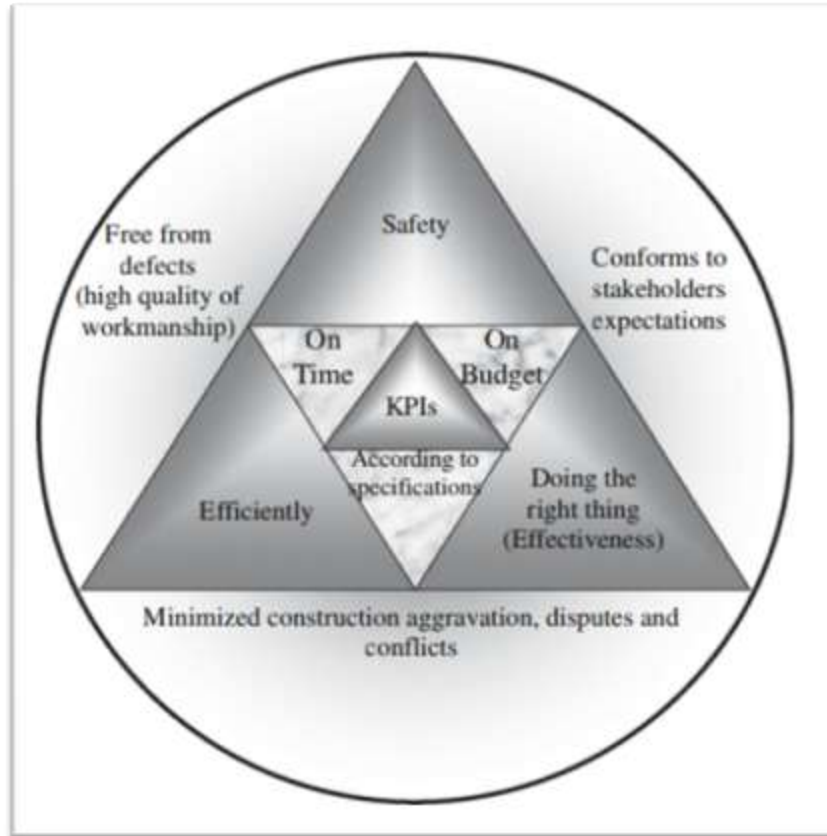 Safety
Free from
defects
(high quality of
workmanship)
Conforms to
stakeholders
expectations
On
Time
On
Budget
KPIs
According to
specifications
Efficiently
Doing the
right thing
(Effectiveness)
Minimized construction aggravation, disputes and
conflicts